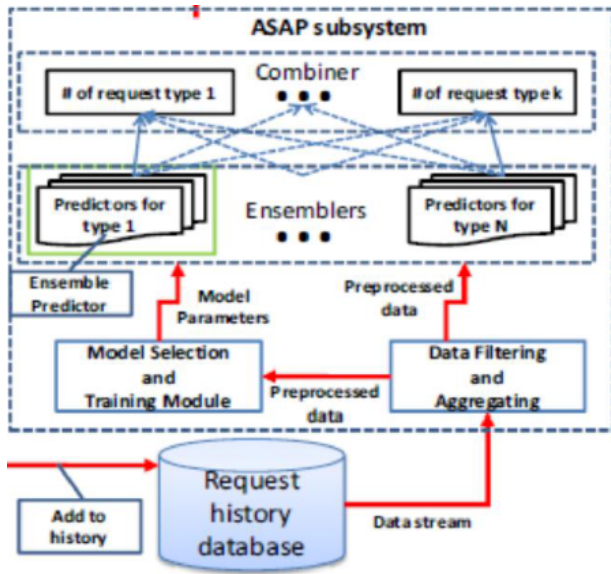 ASAP subsystem
Combiner
# of request type 1
• • •
# of request type k
Predictors for
type 1
Ensemblers
• • •
Predictors for
type N
Ensemble
Predictor
Model
Parameters
Preprocessed
data
Model Selection
and
Training Module
Preprocessed
data
Data Filtering
and
Aggregating
Add to
history
Request
history
database
Data stream